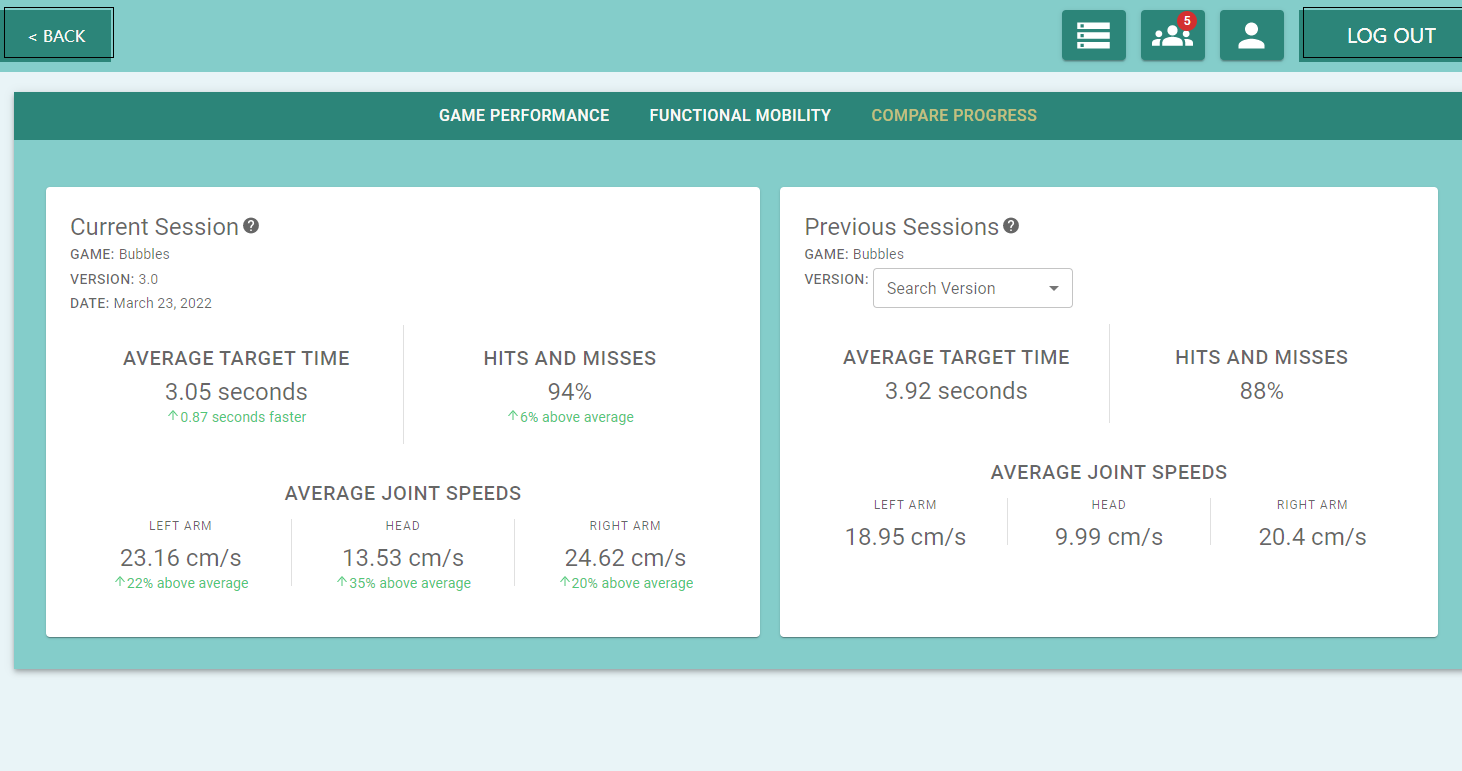 < BACK
5
LOG OUT
GAME PERFORMANCE
FUNCTIONAL MOBILITY
COMPARE PROGRESS
Current Session
GAME: Bubbles
VERSION: 3.0
DATE: March 23, 2022
AVERAGE TARGET TIME
3.05 seconds
↑0.87 seconds faster
HITS AND MISSES
94%
↑6% above average
AVERAGE JOINT SPEEDS
LEFT ARM
23.16 cm/s
↑22% above average
HEAD
13.53 cm/s
↑35% above average
RIGHT ARM
24.62 cm/s
↑20% above average
Previous Sessions
GAME: Bubbles
VERSION: Search Version
AVERAGE TARGET TIME
3.92 seconds
HITS AND MISSES
88%
AVERAGE JOINT SPEEDS
LEFT ARM
18.95 cm/s
HEAD
9.99 cm/s
RIGHT ARM
20.4 cm/s